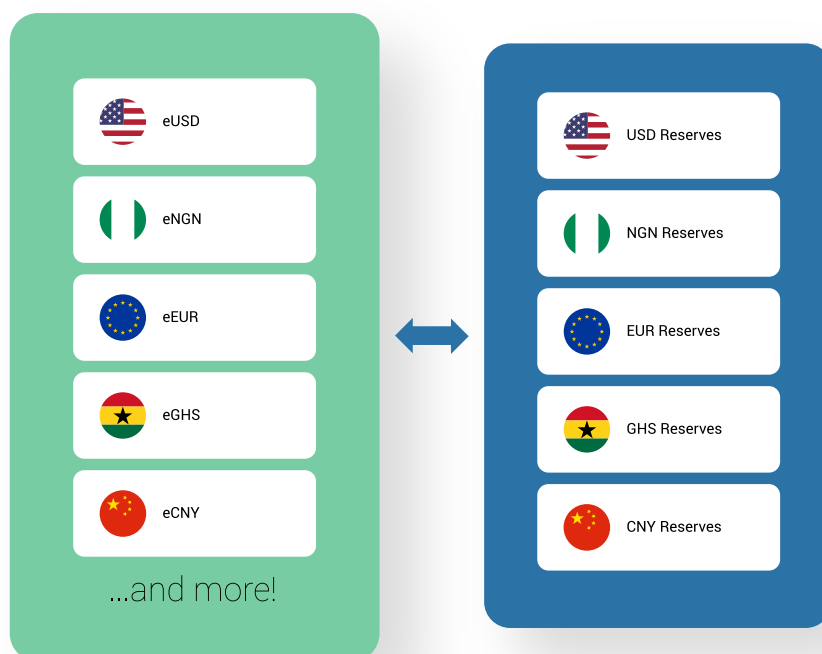 eUSD
eNGN
eEUR
eGHS
eCNY
...and more!
USD Reserves
NGN Reserves
EUR Reserves
GHS Reserves
CNY Reserves